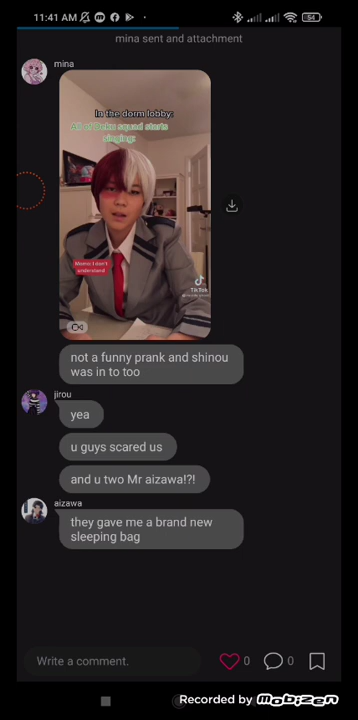 11:41 AM
54
mina sent and attachment
mina
In the dorm lobby:
All of Deku squad starts
singing:
Momo: I don't
understand
TikTok
not a funny prank and shinou
was in to too
jirou
yea
u guys scared us
and u two Mr aizawa!?!
aizawa
they gave me a brand new
sleeping bag
Write a comment.
0
0
Recorded by mobizen